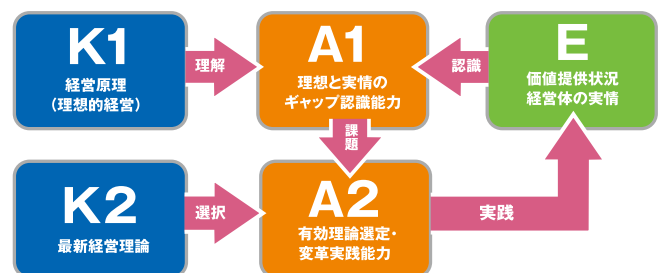 K1
経営原理
（理想的経営）
理解
A1
理想と実情の
ギャップ認識能力
認識
E
価値提供状況
経営体の実情
課題
K2
最新経営理論
選択
A2
有効理論選定・
変革実践能力
実践